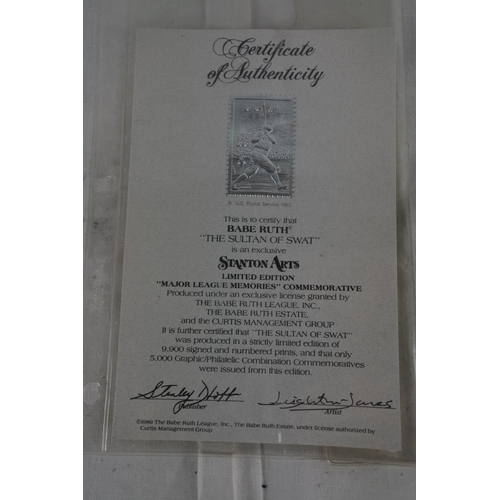 Certificate
of Authenticity
U.S. Postal Service
This is to certify that
BABE RUTH®
"THE SULTAN OF SWAT"
is an exclusive
STANTON ARTS
LIMITED EDITION
"MAJOR LEAGUE MEMORIES" COMMEMORATIVE
Produced under an exclusive license granted by
THE BABE RUTH LEAGUE, INC.,
THE BABE RUTH ESTATE,
and the CURTIS MANAGEMENT GROUP
It is further certified that "THE SULTAN OF SWAT"
was produced in a strictly limited edition of
9,900 signed and numbered prints, and that only
5,000 Graphic/Philatelic Combination Commemoratives
were issued from this edition.
Artist
The Babe Ruth League, Inc., The Babe Ruth Estate, under license authorized by
Curtis Management Group